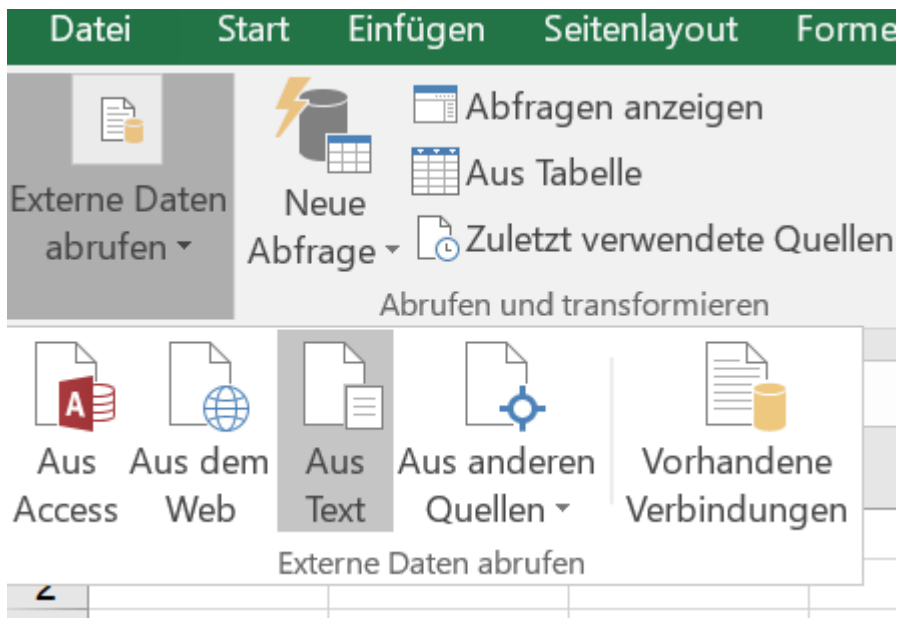 Datei Start Einfügen Seitenlayout Forme
Externe Daten
abrufen
Neue
Abfrage
Abfragen anzeigen
Aus Tabelle
Zuletzt verwendete Quellen
Abrufen und transformieren
A
Aus
Access
Aus dem
Web
Aus
Text
Aus anderen
Quellen
Vorhandene
Verbindungen
Externe Daten abrufen
2